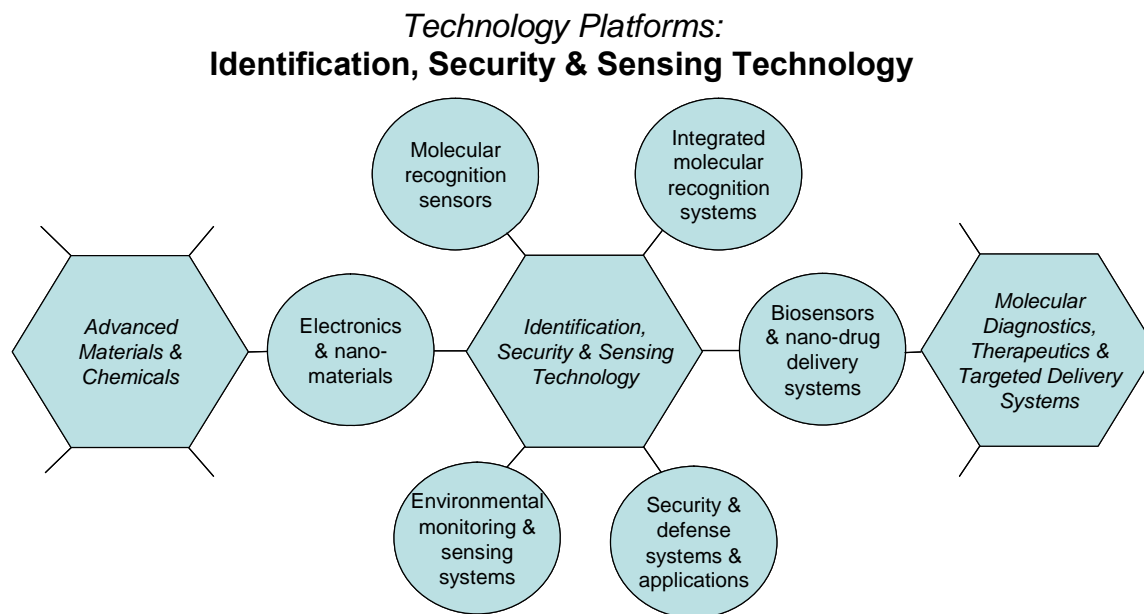 Technology Platforms:
Identification, Security & Sensing Technology
Molecular
recognition
sensors
Integrated
molecular
recognition
systems
Advanced
Materials &
Chemicals
Electronics
& nano-
materials
Identification,
Security & Sensing
Technology
Biosensors
& nano-drug
delivery
systems
Molecular
Diagnostics,
Therapeutics &
Targeted Delivery
Systems
Environmental
monitoring &
sensing
systems
Security &
defense
systems &
applications